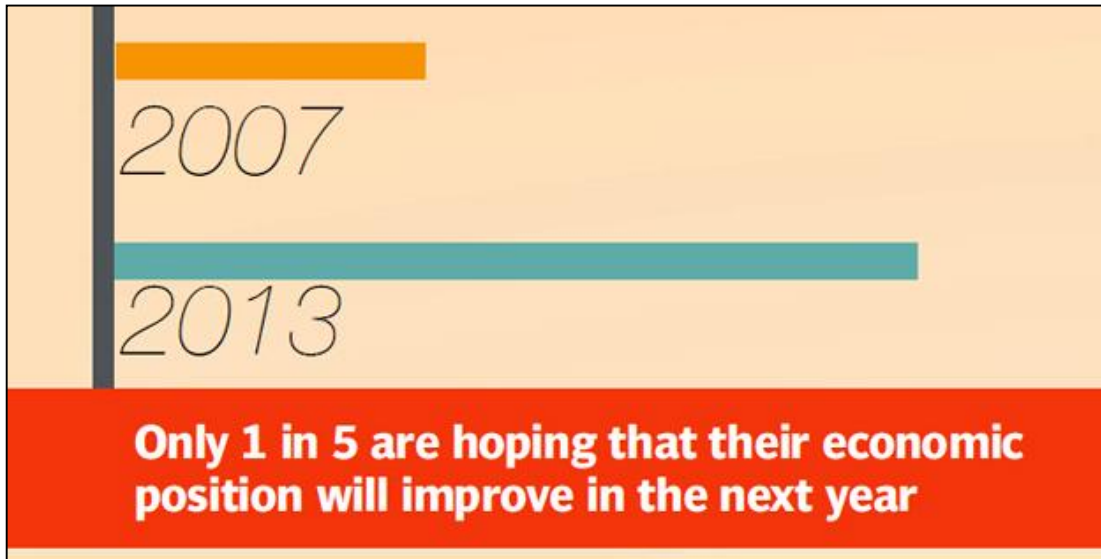 2007
2013
Only 1 in 5 are hoping that their economic
position will improve in the next year